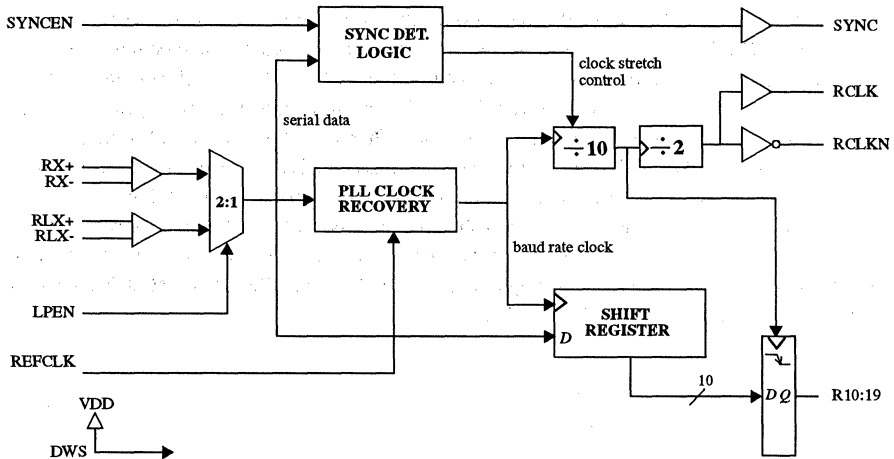 SYNCEN
SYNC DET.
LOGIC
SYNC
clock stretch
control
RCLK
serial data
÷10
÷2
RCLKN
RX+
RX-
2:1
PLL CLOCK
RECOVERY
RLX+
RLX-
baud rate clock
LPEN
SHIFT
REGISTER
D
REFCLK
10
D Q
R10:19
VDD
DWS